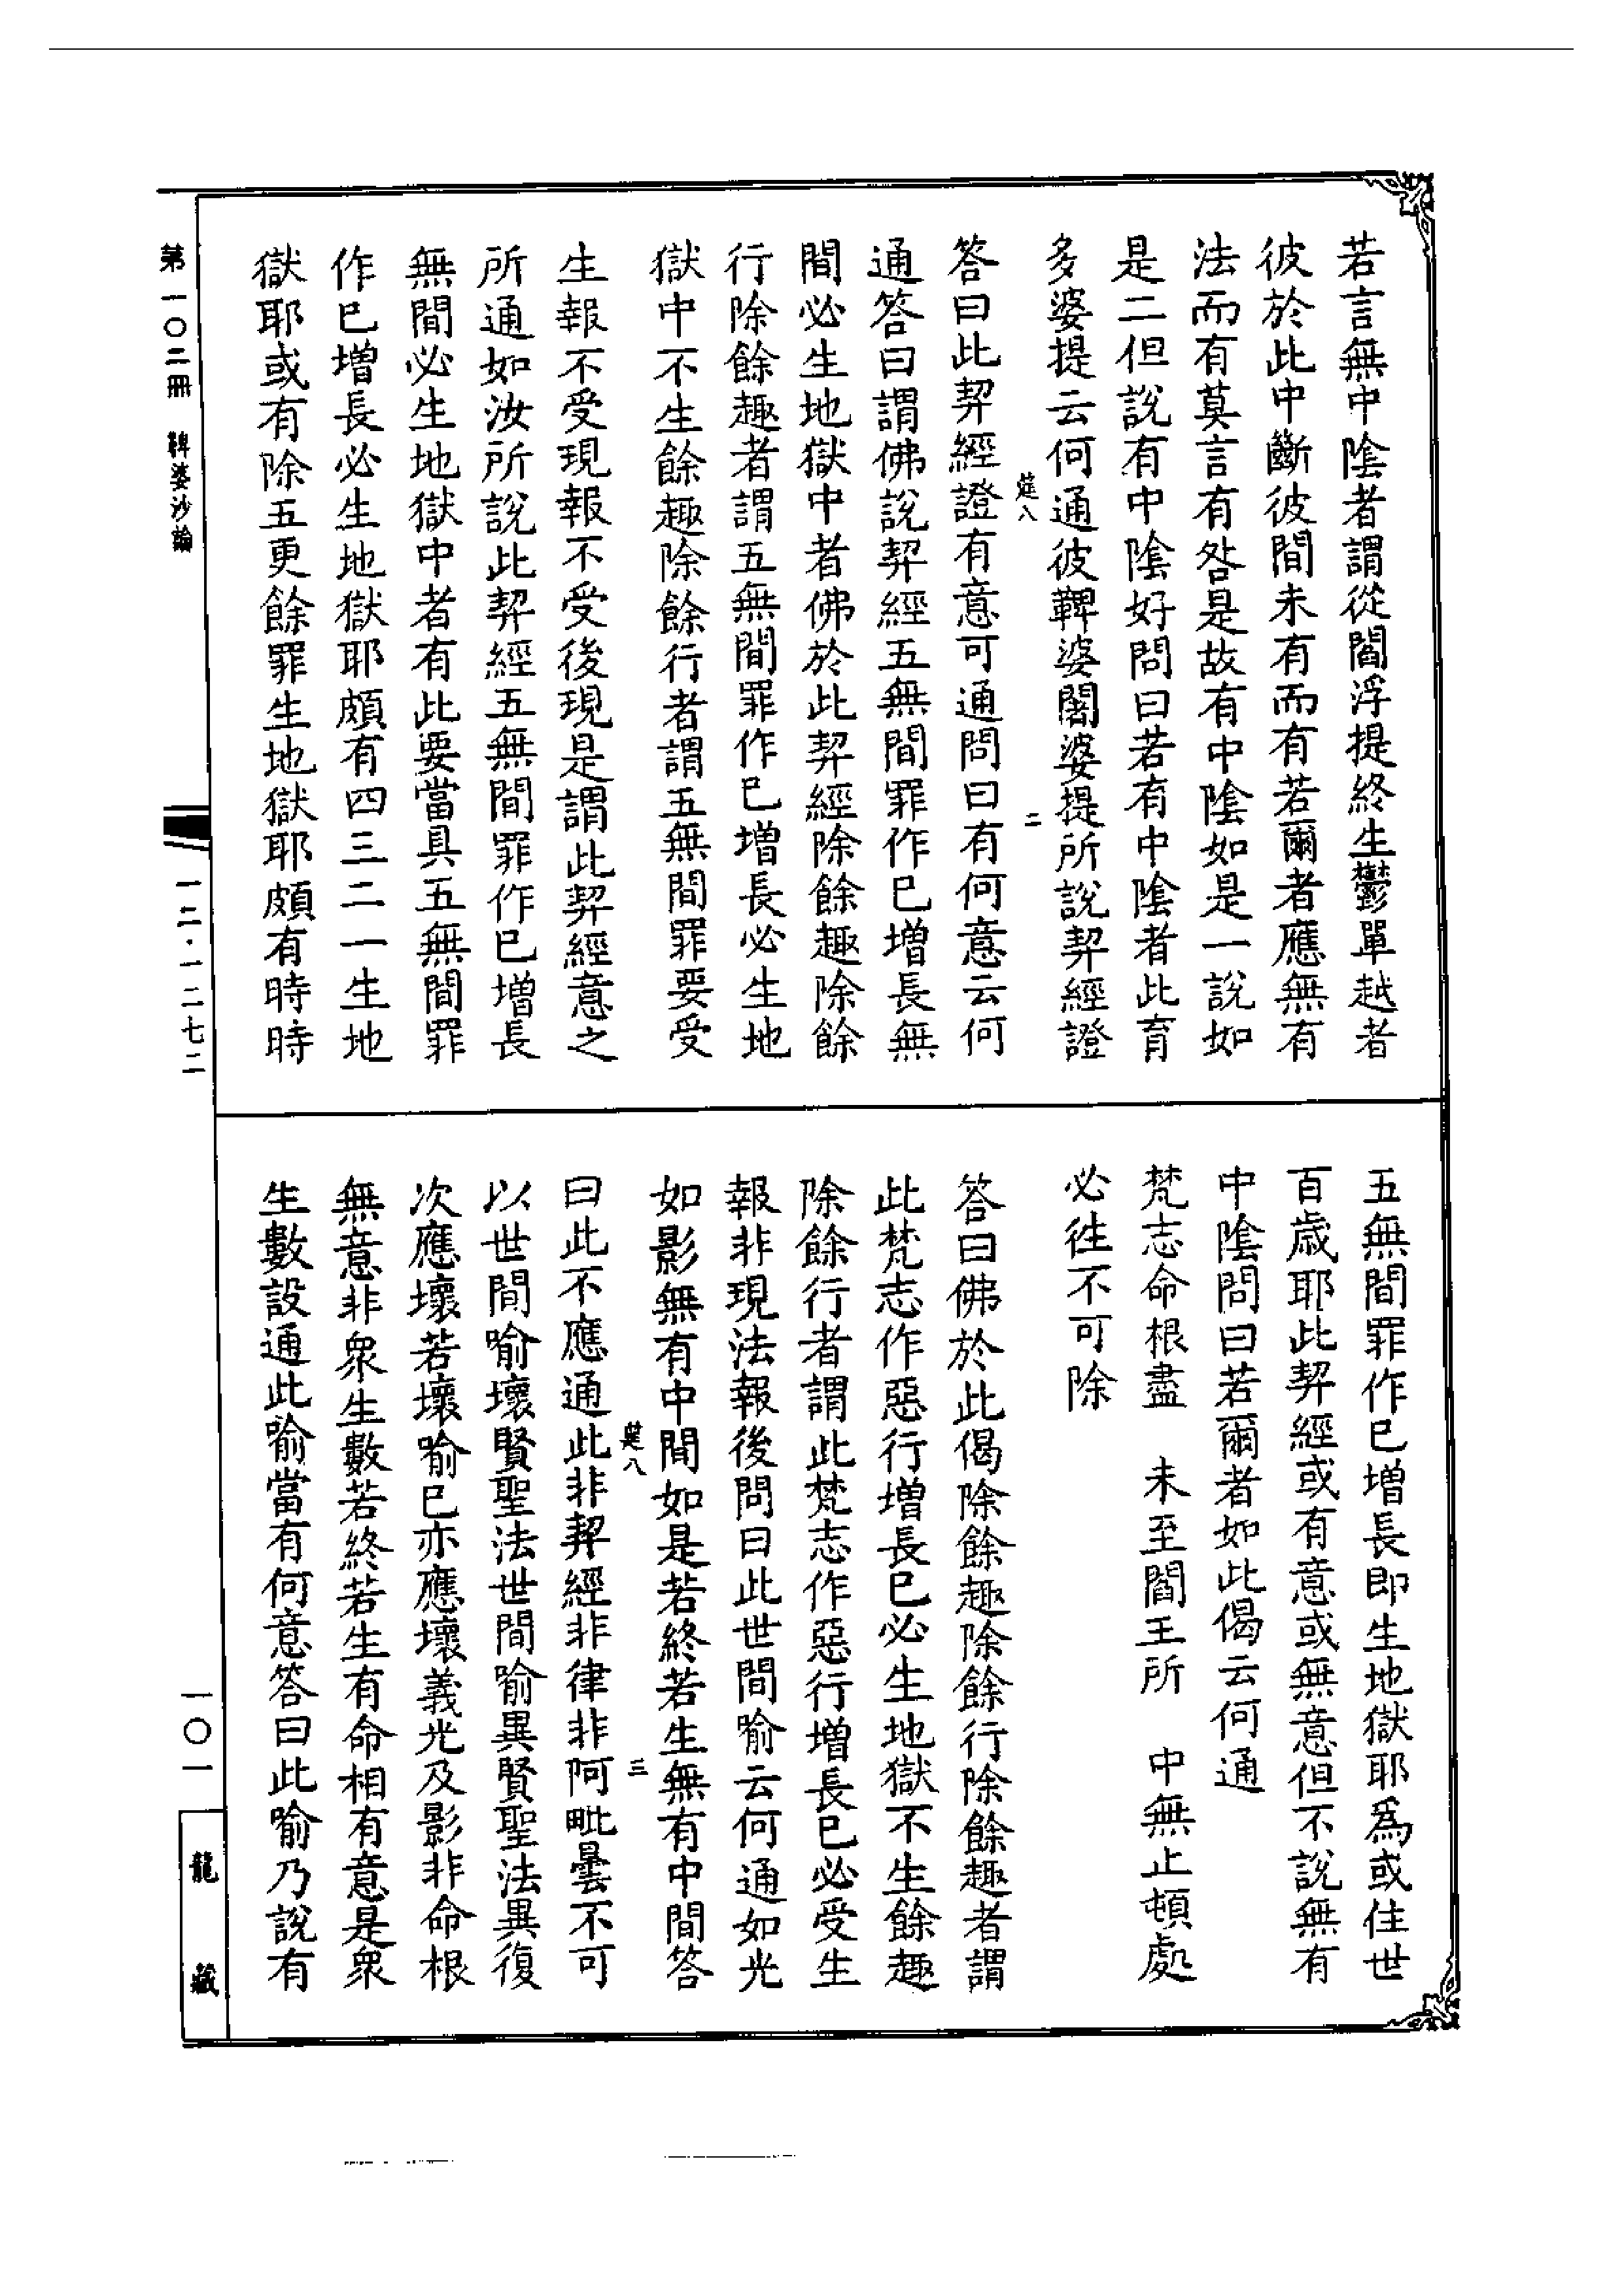 若言無中陰者謂從閻浮提終生鬱單越者
彼於此中斷彼間未有而有若爾者應無有
法而有莫言有咎是故有中陰如是一說如
是二但說有中陰好問曰若有中陰者此育
多婆提云何通彼鞞婆闍婆提所說契經證
莚八
二
答曰此契經證有意可通問曰有何意云何
通答曰謂佛說契經五無間罪作已增長無
間必生地獄中者佛於此契經除餘趣除餘
行除餘趣者謂五無間罪作已增長必生地
獄中不生餘趣除餘行者謂五無間罪要受
生報不受現報不受後現是謂此契經意之
所通如汝所說此契經五無間罪作已增長
無間必生地獄中者有此要當具五無間罪
作已增長必生地獄耶頗有四三二一生地
獄耶或有除五更餘罪生地獄耶頗有時時
五無間罪作已增長即生地獄耶為或住世
百歲耶此契經或有意或無意但不說無有
中陰問曰若爾者如此偈云何通
梵志命根盡　未至閻王所　中無止頓處
必往不可除
答曰佛於此偈除餘趣除餘行除餘趣者謂
此梵志作惡行增長已必生地獄不生餘趣
除餘行者謂此梵志作惡行增長已必受生
報非現法報後問曰此世間喻云何通如光
如影無有中間如是若終若生無有中間答
莚八
三
曰此不應通此非契經非律非阿毗曇不可
以世間喻壞賢聖法世間喻異賢聖法異復
次應壞若壞喻已亦應壞義光及影非命根
無意非眾生數若終若生有命相有意是眾
生數設通此喻當有何意答曰此喻乃說有
第一〇二冊　鞞婆沙論
一二·一二七二
一〇一
龍藏